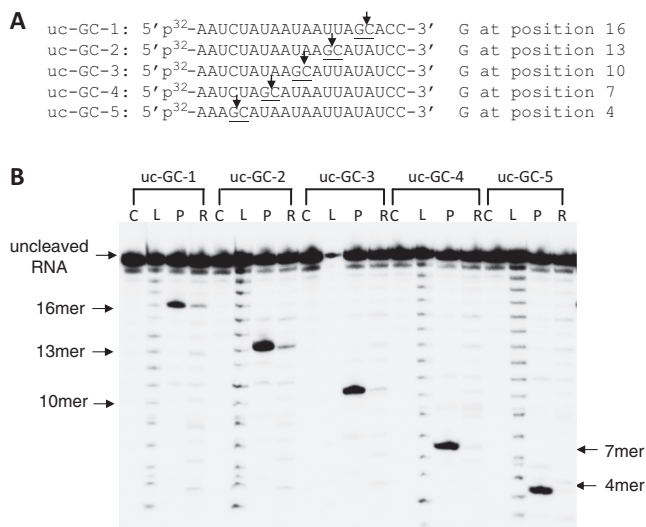 A
uc-GC-1: 5′p32-AAUCUAUAAUAAUUAGCACC-3′ G at position 16
uc-GC-2: 5′p32-AAUCUAUAAUAAGCAUAUCC-3′ G at position 13
uc-GC-3: 5′p32-AAUCUAUAAGCAUUAUAUCC-3′ G at position 10
uc-GC-4: 5′p32-AAUCUAGCAUAAUUAUAUCC-3′ G at position 7
uc-GC-5: 5′p32-AAAGCAUAAUAAUUAUAUCC-3′ G at position 4
B
uc-GC-1 uc-GC-2 uc-GC-3 uc-GC-4 uc-GC-5
C L P R C L P R C L P R C L P R C L P R
uncleaved
RNA
16mer
13mer
10mer
7mer
4mer